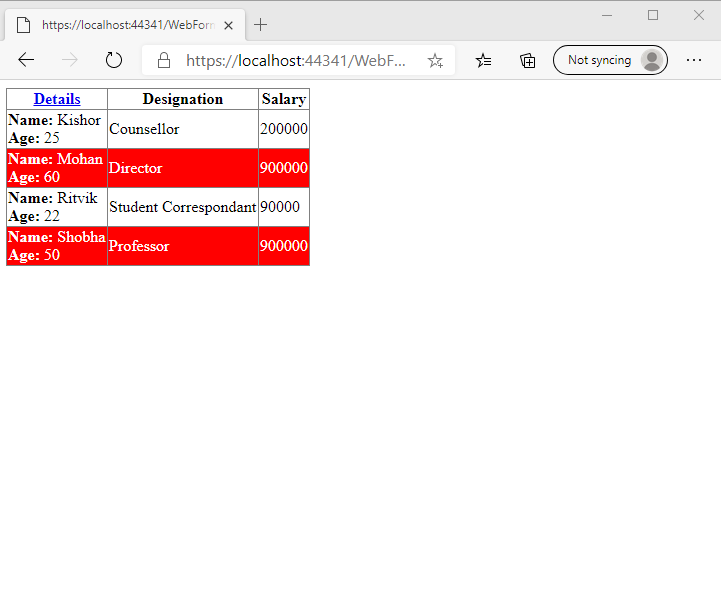 https://localhost:44341/WebForm
https://localhost:44341/WebF...
Not syncing
Details Designation Salary
Name: Kishor
Age: 25
Counsellor
200000
Name: Mohan
Age: 60
Director
900000
Name: Ritvik
Age: 22
Student Correspondant
90000
Name: Shobha
Age: 50
Professor
900000